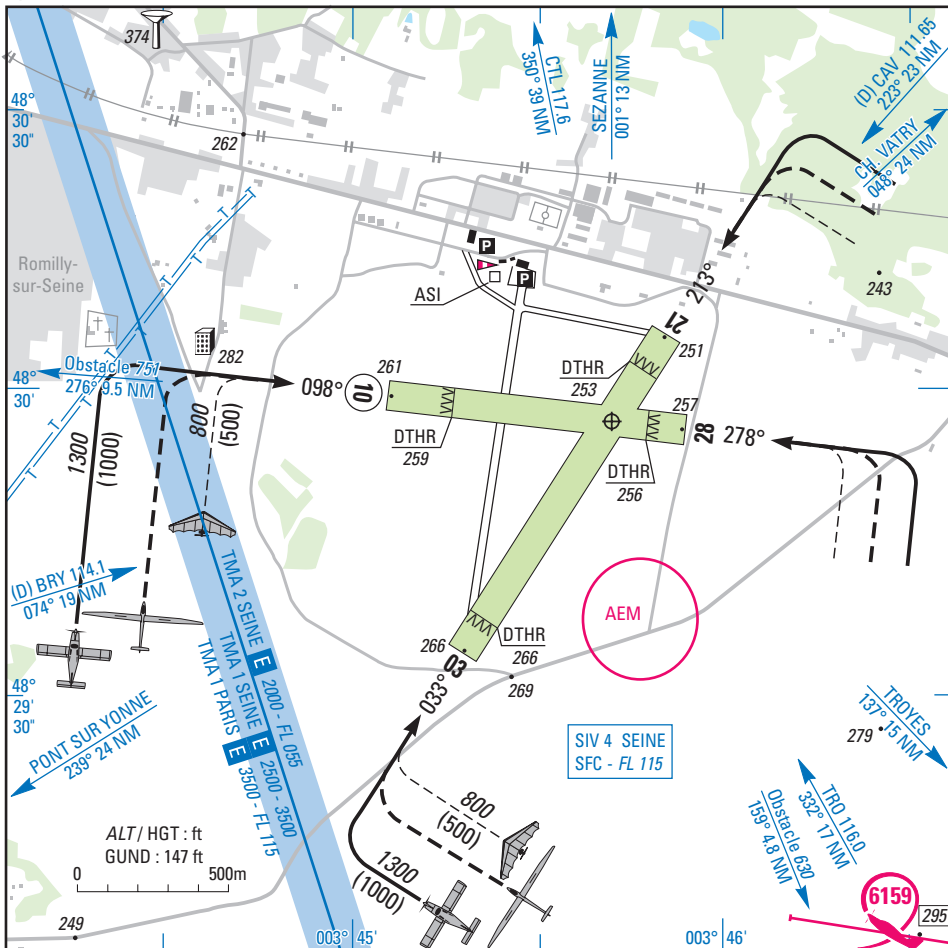 374
CTL 117.6
350° 39 NM
SEZANNE
001° 13 NM
(D) CAV 111.65
223° 23 NM
CH. VATRY
048° 24 NM
48°
30'
30"
262
Romilly-
sur-Seine
P
P
ASI
213°
243
21
251
282
Obstacle 751
276° 9.5 NM
48°
30'
098°
10
261
DTHR
253
257
28
278°
DTHR
259
DTHR
256
1300
(1000)
800
(500)
(D) BRY 114.1
074° 19 NM
TMA 2 SEINE E 2000 - FL 055
TMA 1 SEINE E 2500 - 3500
TMA 1 PARIS E 3500 - FL 115
AEM
DTHR
266
266
03
033°
269
48°
29'
30"
PONT SUR YONNE
239° 24 NM
SIV 4 SEINE
SFC - FL 115
TROYES
137° 15 NM
279
TRO 116.0
332° 17 NM
Obstacle 630
159° 4.8 NM
800
(500)
1300
(1000)
ALT / HGT : ft
GUND : 147 ft
0 500m
249
003° 45'
003° 46'
6159
295